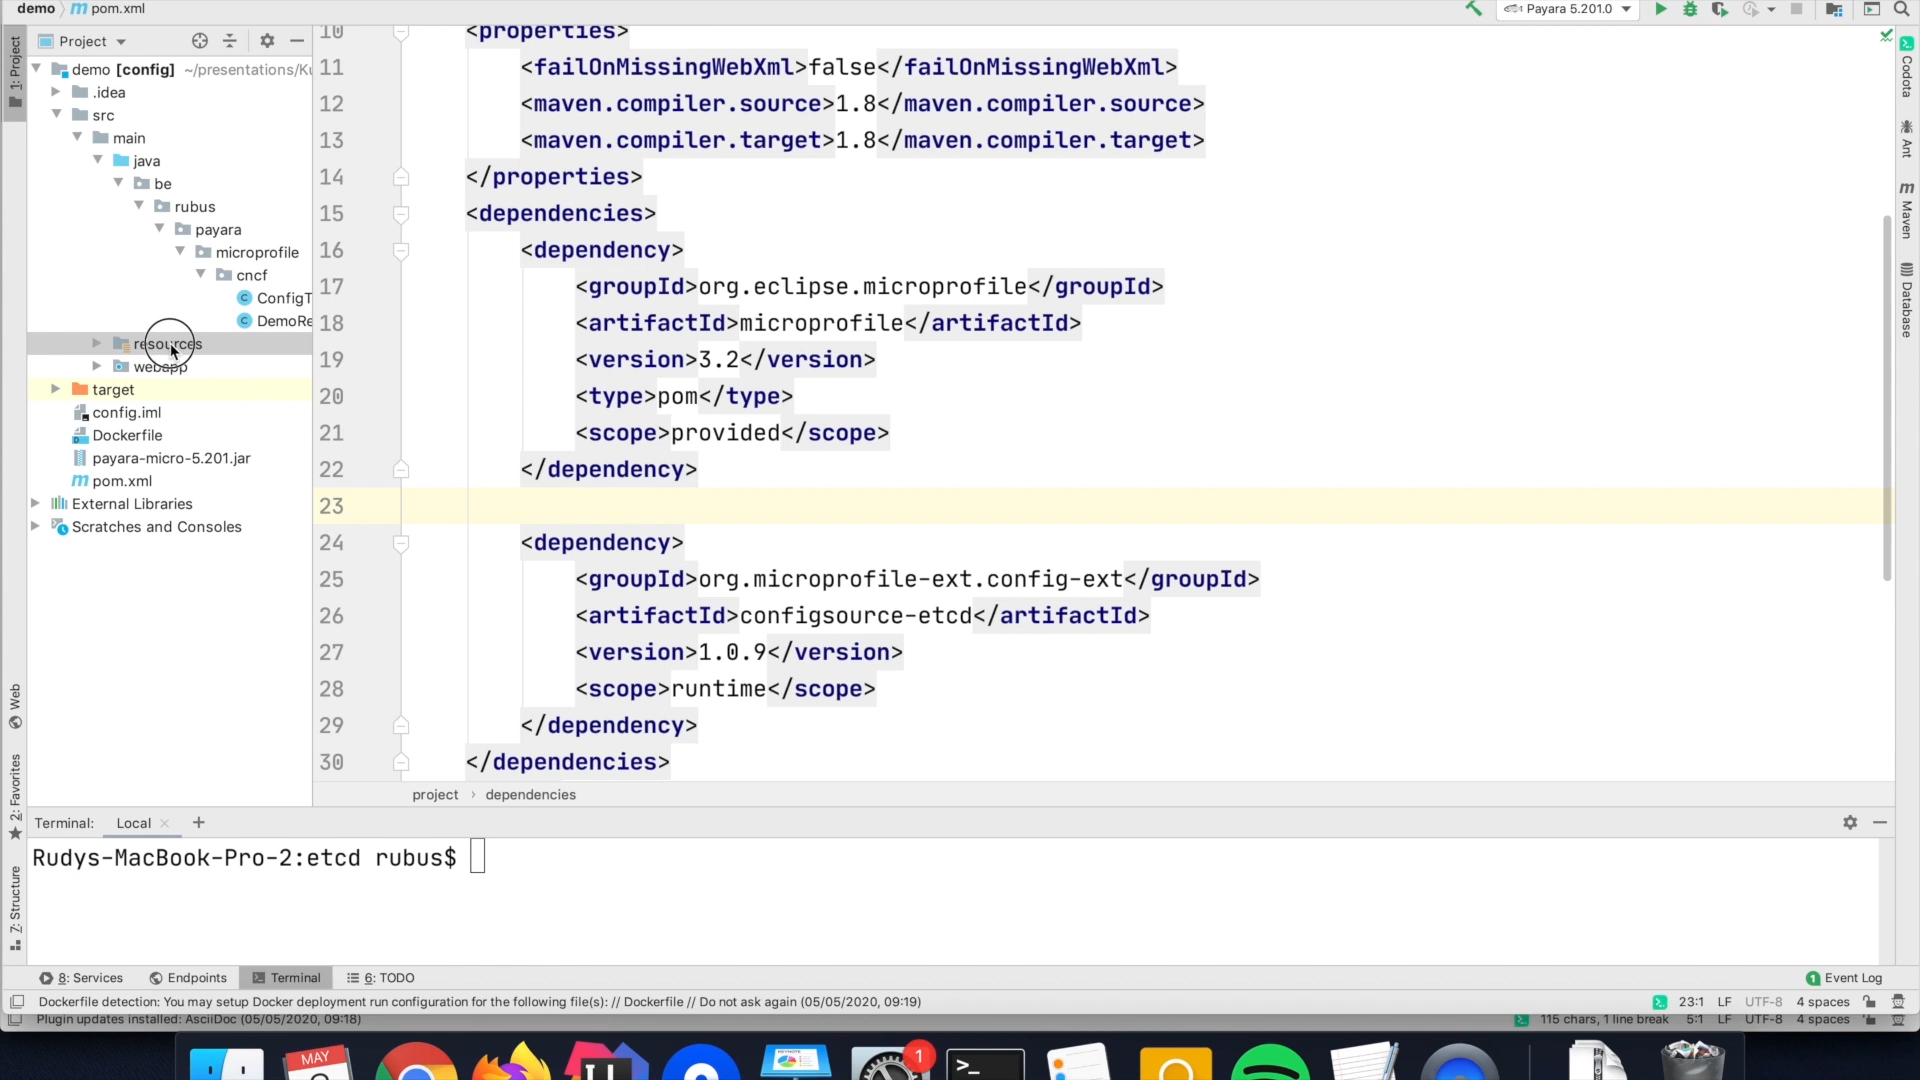 demo › pom.xml
Payara 5.201.0
1: Project
Project
demo [config] ~/presentations/Ku
.idea
src
main
java
be
rubus
payara
microprofile
cncf
ConfigT
DemoRe
resources
webapp
target
config.iml
Dockerfile
payara-micro-5.201.jar
pom.xml
External Libraries
Scratches and Consoles
10 <properties>
11 <failOnMissingWebXml>false</failOnMissingWebXml>
12 <maven.compiler.source>1.8</maven.compiler.source>
13 <maven.compiler.target>1.8</maven.compiler.target>
14 </properties>
15 <dependencies>
16 <dependency>
17 <groupId>org.eclipse.microprofile</groupId>
18 <artifactId>microprofile</artifactId>
19 <version>3.2</version>
20 <type>pom</type>
21 <scope>provided</scope>
22 </dependency>
23
24 <dependency>
25 <groupId>org.microprofile-ext.config-ext</groupId>
26 <artifactId>configsource-etcd</artifactId>
27 <version>1.0.9</version>
28 <scope>runtime</scope>
29 </dependency>
30 </dependencies>
project › dependencies
Codota
Ant
Maven
Database
Web
2: Favorites
7: Structure
Terminal: Local
Rudys-MacBook-Pro-2:etcd rubus$
8: Services Endpoints Terminal 6: TODO
1 Event Log
Dockerfile detection: You may setup Docker deployment run configuration for the following file(s): // Dockerfile // Do not ask again (05/05/2020, 09:19)
23:1 LF UTF-8 4 spaces
Plugin updates installed: AsciiDoc (05/05/2020, 09:18)
115 chars, 1 line break 5:1 LF UTF-8 4 spaces
MAY
1
KEYNOTE